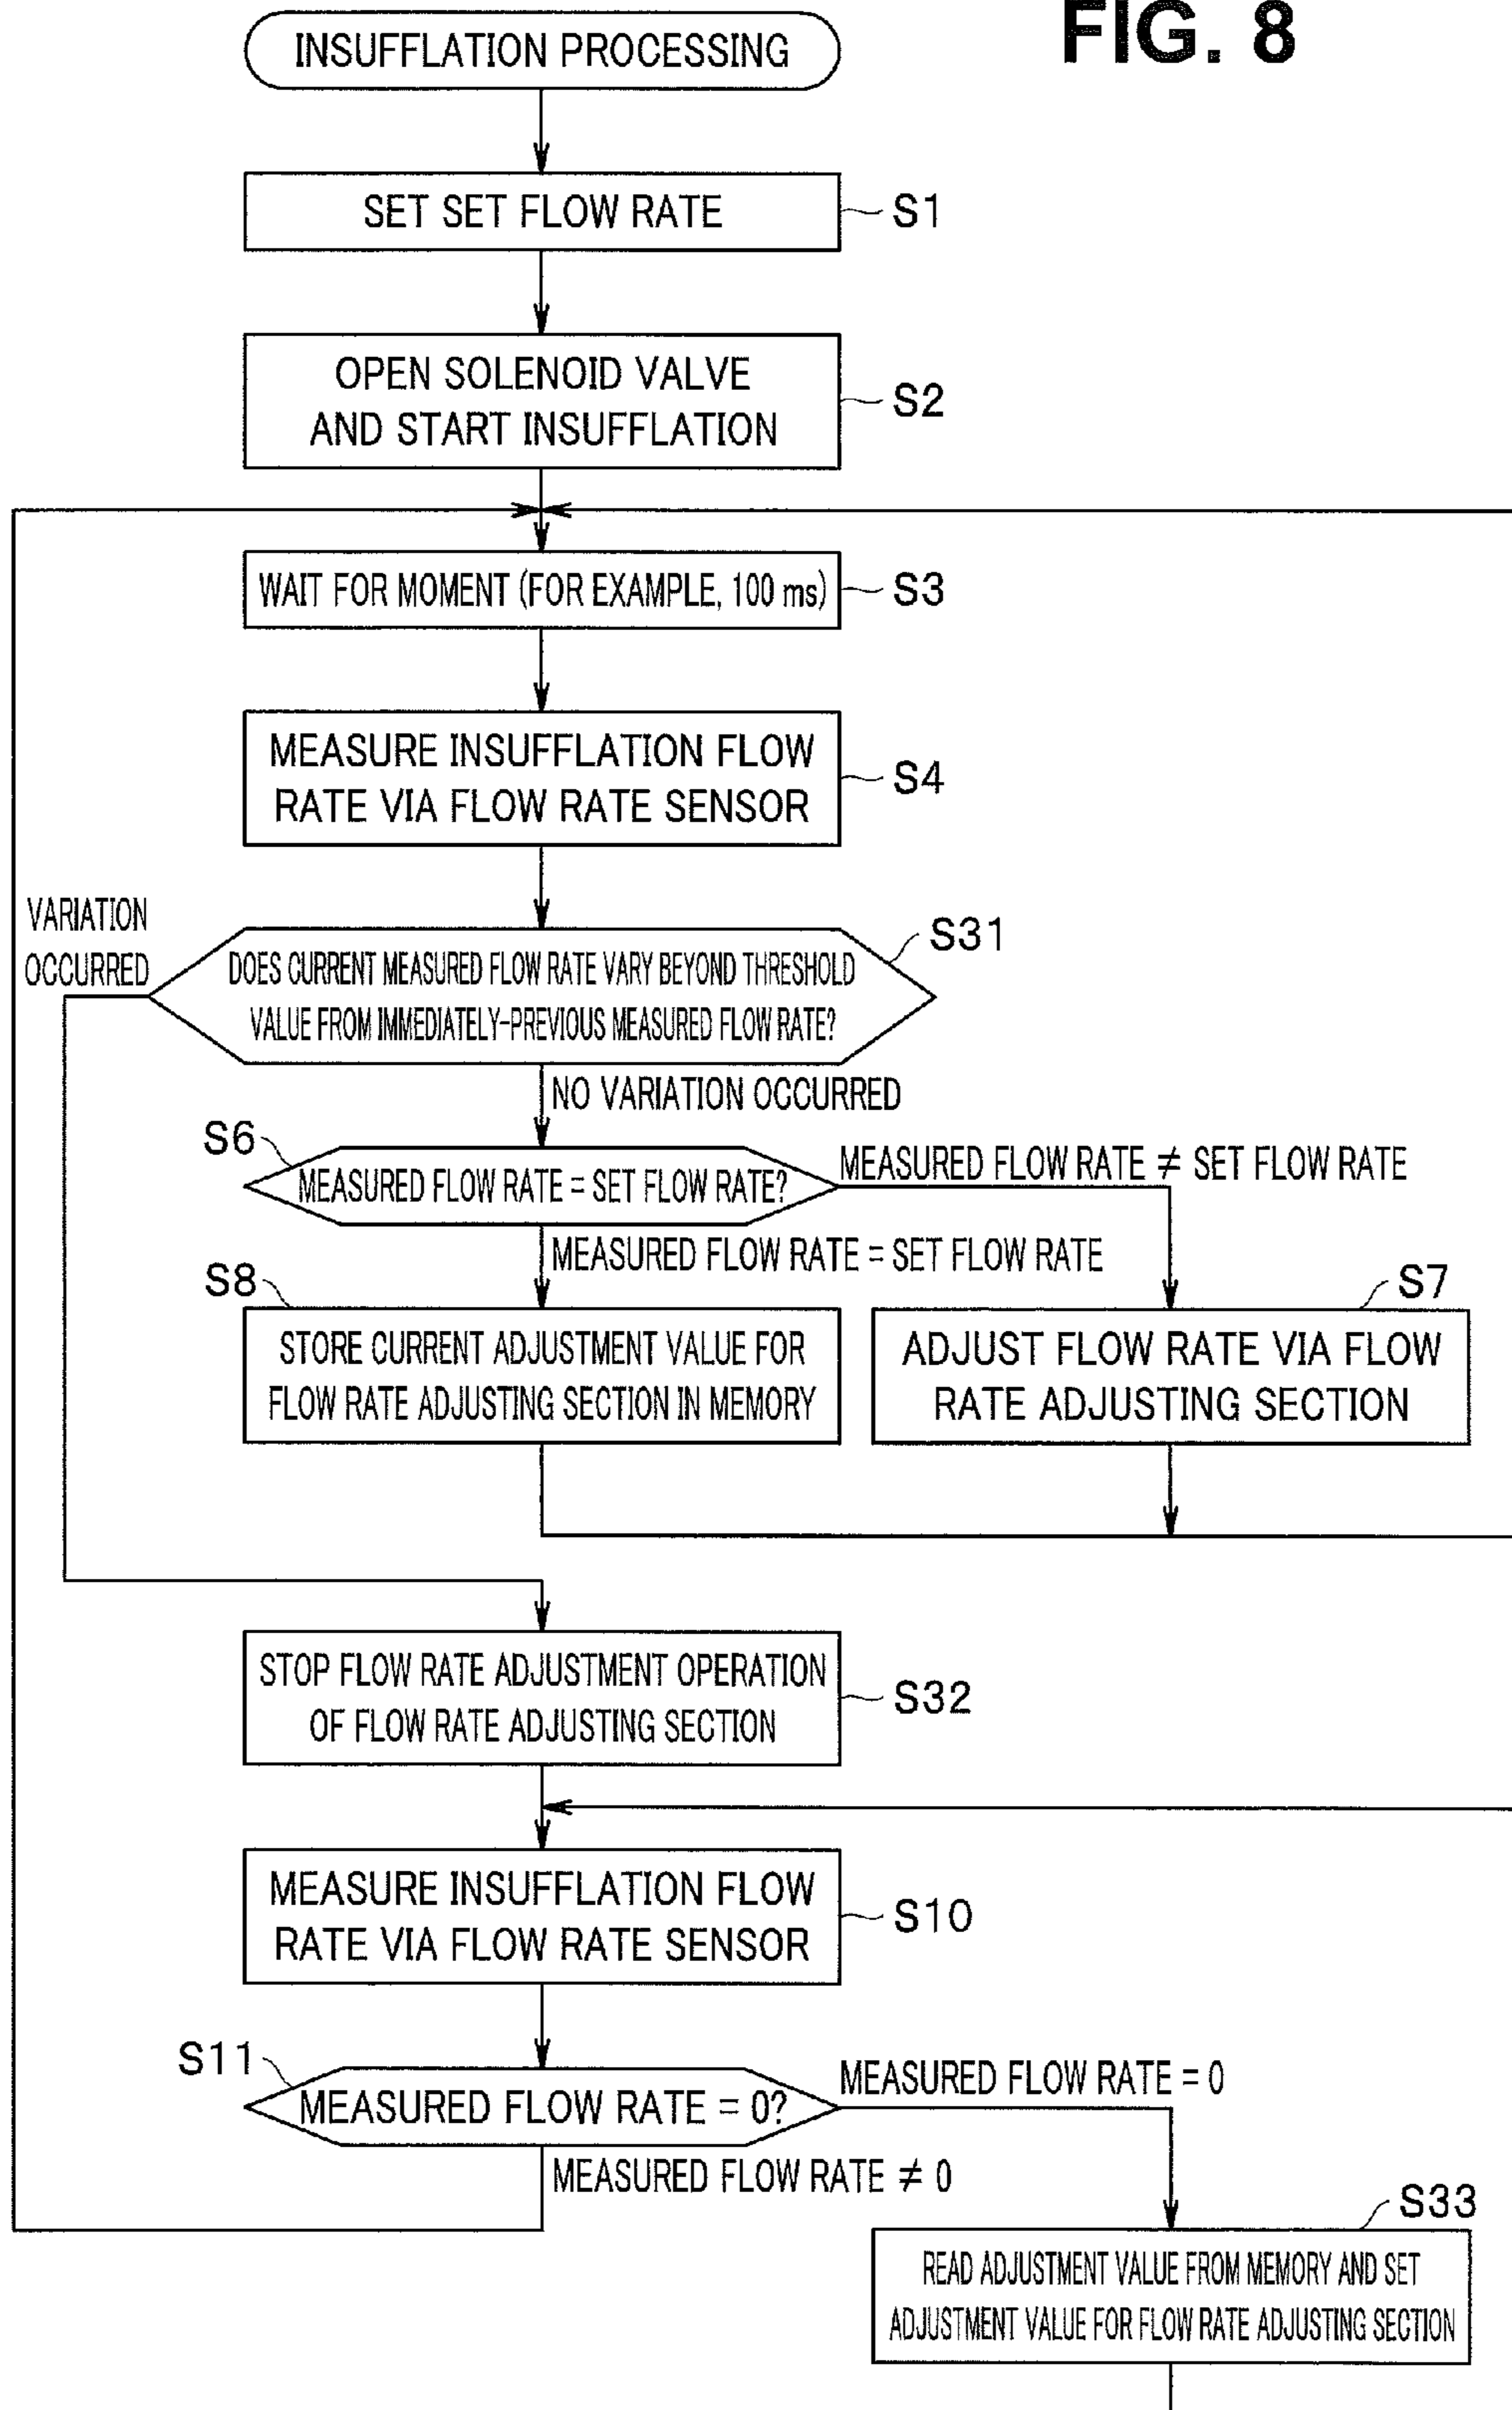 FIG. 8
INSUFFLATION PROCESSING
SET SET FLOW RATE
S1
OPEN SOLENOID VALVE
AND START INSUFFLATION
S2
WAIT FOR MOMENT (FOR EXAMPLE, 100 ms)
S3
MEASURE INSUFFLATION FLOW
RATE VIA FLOW RATE SENSOR
S4
VARIATION
OCCURRED
S31
DOES CURRENT MEASURED FLOW RATE VARY BEYOND THRESHOLD
VALUE FROM IMMEDIATELY-PREVIOUS MEASURED FLOW RATE?
NO VARIATION OCCURRED
S6
MEASURED FLOW RATE = SET FLOW RATE?
MEASURED FLOW RATE ≠ SET FLOW RATE
MEASURED FLOW RATE = SET FLOW RATE
S8
STORE CURRENT ADJUSTMENT VALUE FOR
FLOW RATE ADJUSTING SECTION IN MEMORY
S7
ADJUST FLOW RATE VIA FLOW
RATE ADJUSTING SECTION
STOP FLOW RATE ADJUSTMENT OPERATION
OF FLOW RATE ADJUSTING SECTION
S32
MEASURE INSUFFLATION FLOW
RATE VIA FLOW RATE SENSOR
S10
S11
MEASURED FLOW RATE = 0?
MEASURED FLOW RATE = 0
MEASURED FLOW RATE ≠ 0
S33
READ ADJUSTMENT VALUE FROM MEMORY AND SET
ADJUSTMENT VALUE FOR FLOW RATE ADJUSTING SECTION